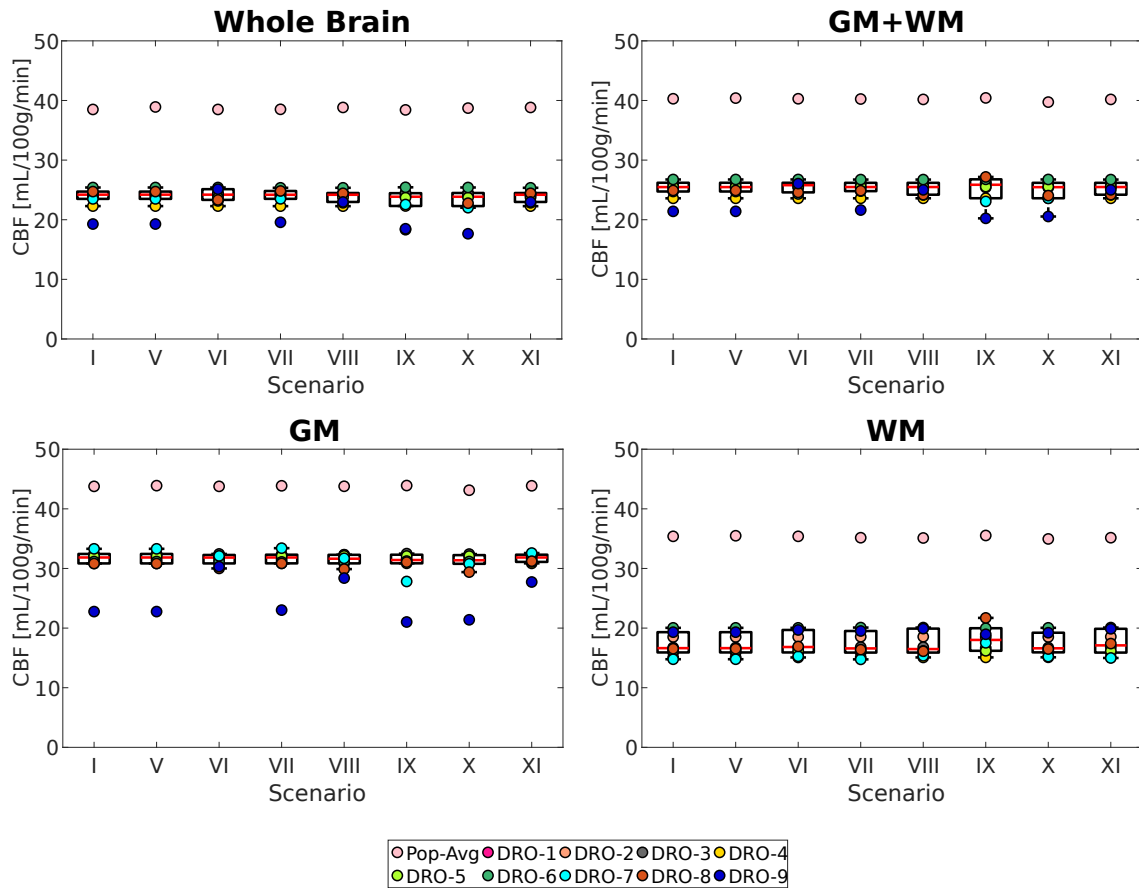 Whole Brain
50
40
30
20
10
0
CBF [mL/100g/min]
I V VI VII VIII IX X XI
Scenario
GM+WM
50
40
30
20
10
0
CBF [mL/100g/min]
I V VI VII VIII IX X XI
Scenario
GM
50
40
30
20
10
0
CBF [mL/100g/min]
I V VI VII VIII IX X XI
Scenario
WM
50
40
30
20
10
0
CBF [mL/100g/min]
I V VI VII VIII IX X XI
Scenario
Pop-Avg DRO-1 DRO-2 DRO-3 DRO-4
DRO-5 DRO-6 DRO-7 DRO-8 DRO-9